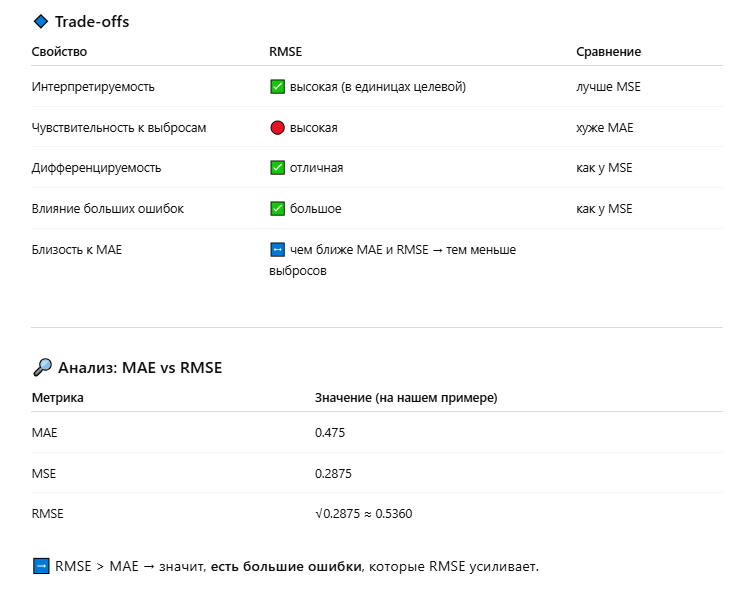 🔷 Trade-offs
Свойство RMSE Сравнение
Интерпретируемость ✅ высокая (в единицах целевой) лучше MSE
Чувствительность к выбросам 🔴 высокая хуже MAE
Дифференцируемость ✅ отличная как у MSE
Влияние больших ошибок ✅ большое как у MSE
Близость к MAE ↔️ чем ближе MAE и RMSE → тем меньше
выбросов
🔎 Анализ: MAE vs RMSE
Метрика Значение (на нашем примере)
MAE 0.475
MSE 0.2875
RMSE √0.2875 ≈ 0.5360
➡️ RMSE > MAE → значит, есть большие ошибки, которые RMSE усиливает.